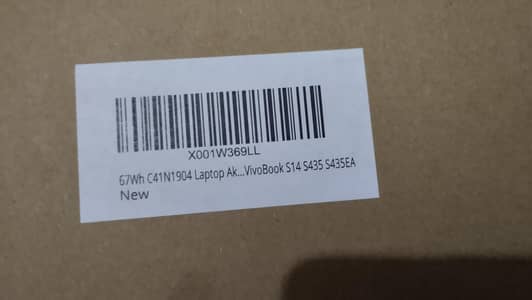 X001W369LL
67Wh C41N1904 Laptop Ak...VivoBook S14 S435 S435EA
New